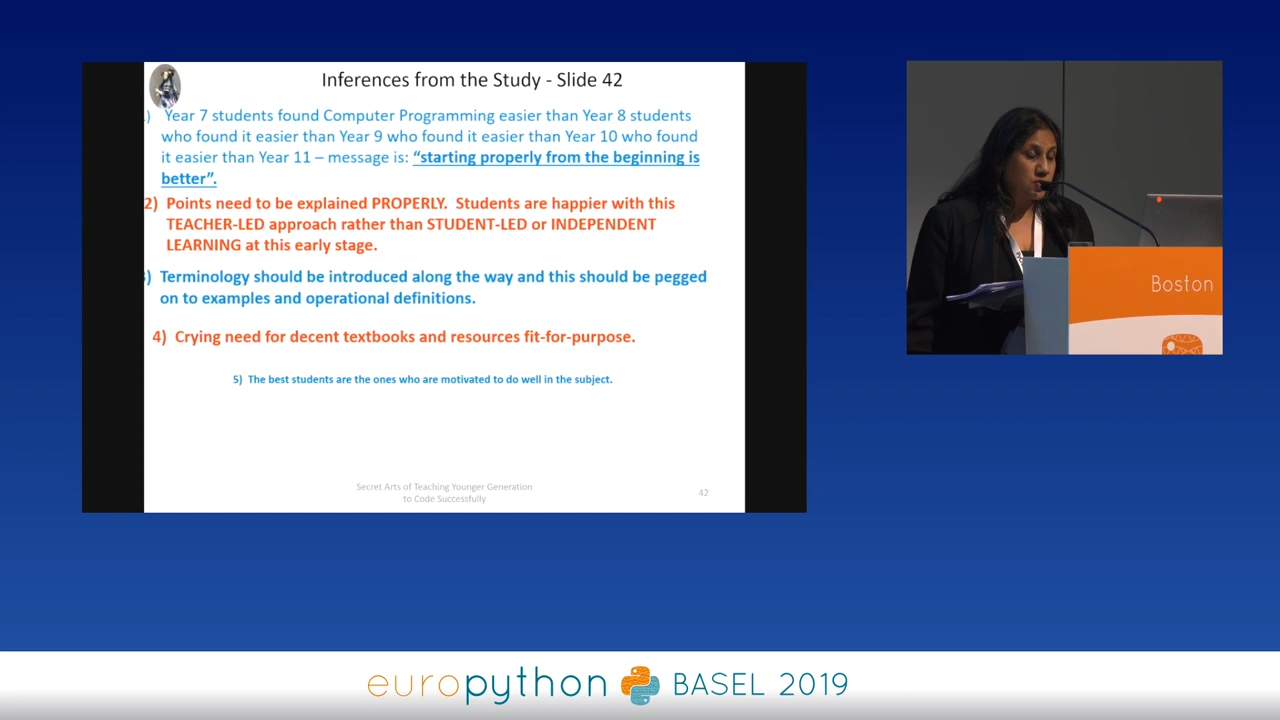 Inferences from the Study - Slide 42
) Year 7 students found Computer Programming easier than Year 8 students
who found it easier than Year 9 who found it easier than Year 10 who found
it easier than Year 11 – message is: “starting properly from the beginning is
better”.
2) Points need to be explained PROPERLY. Students are happier with this
TEACHER-LED approach rather than STUDENT-LED or INDEPENDENT
LEARNING at this early stage.
) Terminology should be introduced along the way and this should be pegged
on to examples and operational definitions.
4) Crying need for decent textbooks and resources fit-for-purpose.
5) The best students are the ones who are motivated to do well in the subject.
Secret Arts of Teaching Younger Generation
to Code Successfully
42
Boston
europython BASEL 2019